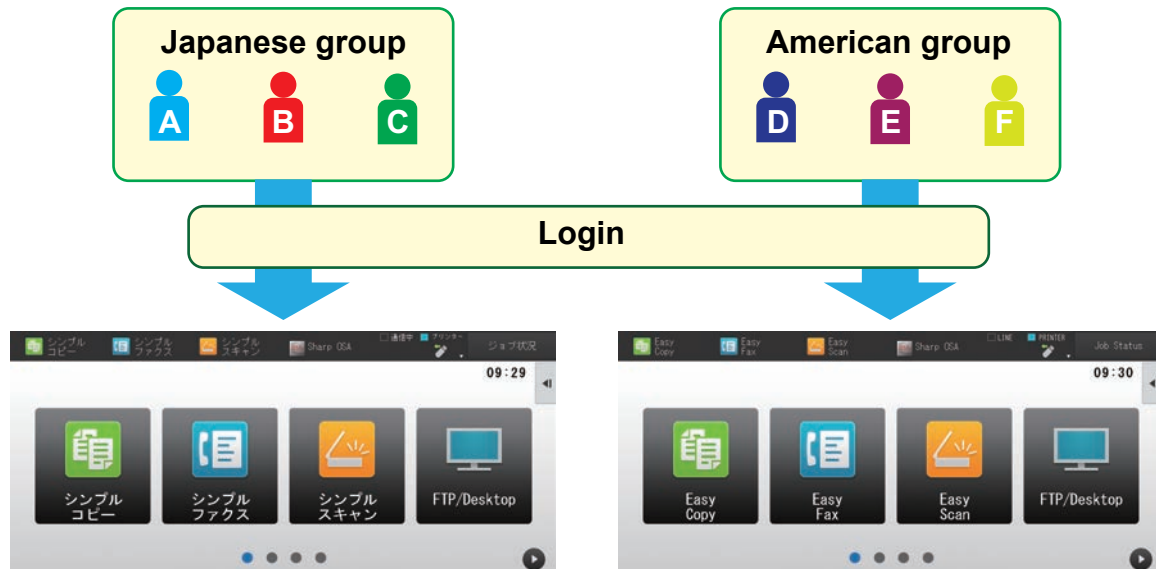 Japanese group
American group
A B C
D E F
Login
シンプル
コピー
シンプル
ファクス
シンプル
スキャン
Sharp OSA
通信中
プリンター
ジョブ状況
09:29
シンプル
コピー
シンプル
ファクス
シンプル
スキャン
FTP/Desktop
Easy
Copy
Easy
Fax
Easy
Scan
Sharp OSA
LINE
PRINTER
Job Status
09:30
Easy
Copy
Easy
Fax
Easy
Scan
FTP/Desktop